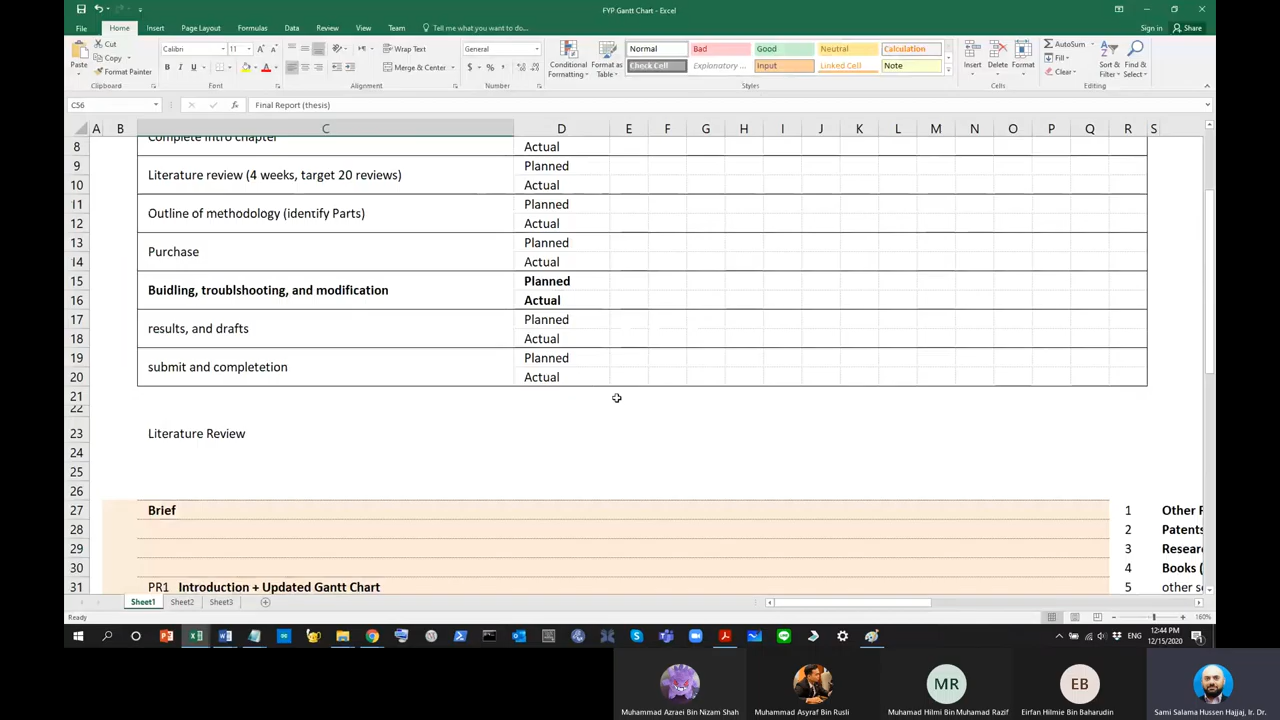 FYP Gantt Chart - Excel
Sign in Share
File Home Insert Page Layout Formulas Data Review View Team Tell me what you want to do...
Cut
Copy
Format Painter
Paste
Calibri 11
Wrap Text
Merge & Center
General
Conditional Formatting
Format as Table
Normal Bad Good Neutral Calculation
Check Cell Explanatory ... Input Linked Cell Note
Insert Delete Format
AutoSum
Fill
Clear
Sort & Filter
Find & Select
Clipboard Font Alignment Number Styles Cells Editing
C56 Final Report (thesis)
A B C D E F G H I J K L M N O P Q R S
Complete intro chapter
8 Actual
9 Planned
Literature review (4 weeks, target 20 reviews)
10 Actual
11 Planned
Outline of methodology (identify Parts)
12 Actual
13 Planned
Purchase
14 Actual
15 Planned
Buidling, troublshooting, and modification
16 Actual
17 Planned
results, and drafts
18 Actual
19 Planned
submit and completetion
20 Actual
21
22
23 Literature Review
24
25
26
27 Brief 1 Other
28 2 Patents
29 3 Resear
30 4 Books (
31 PR1 Introduction + Updated Gantt Chart 5 other
Sheet1 Sheet2 Sheet3
Ready 160%
ENG
12:44 PM
12/15/2020
MR EB
Muhammad Azraei Bin Nizam Shah
Muhammad Asyraf Bin Rusli
Muhamad Hilmi Bin Muhamad Razif
Eirfan Hilmie Bin Baharudin
Sami Salama Hussen Hajjaj, Ir. Dr.